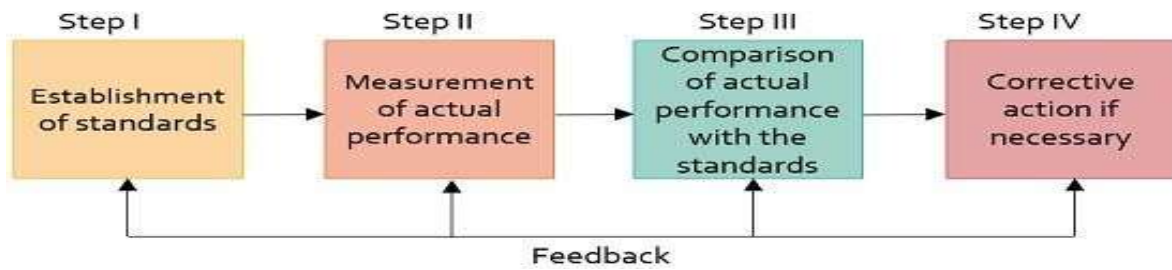 Step I
Step II
Step III
Step IV
Establishment
of standards
Measurement
of actual
performance
Comparison
of actual
performance
with the
standards
Corrective
action if
necessary
Feedback